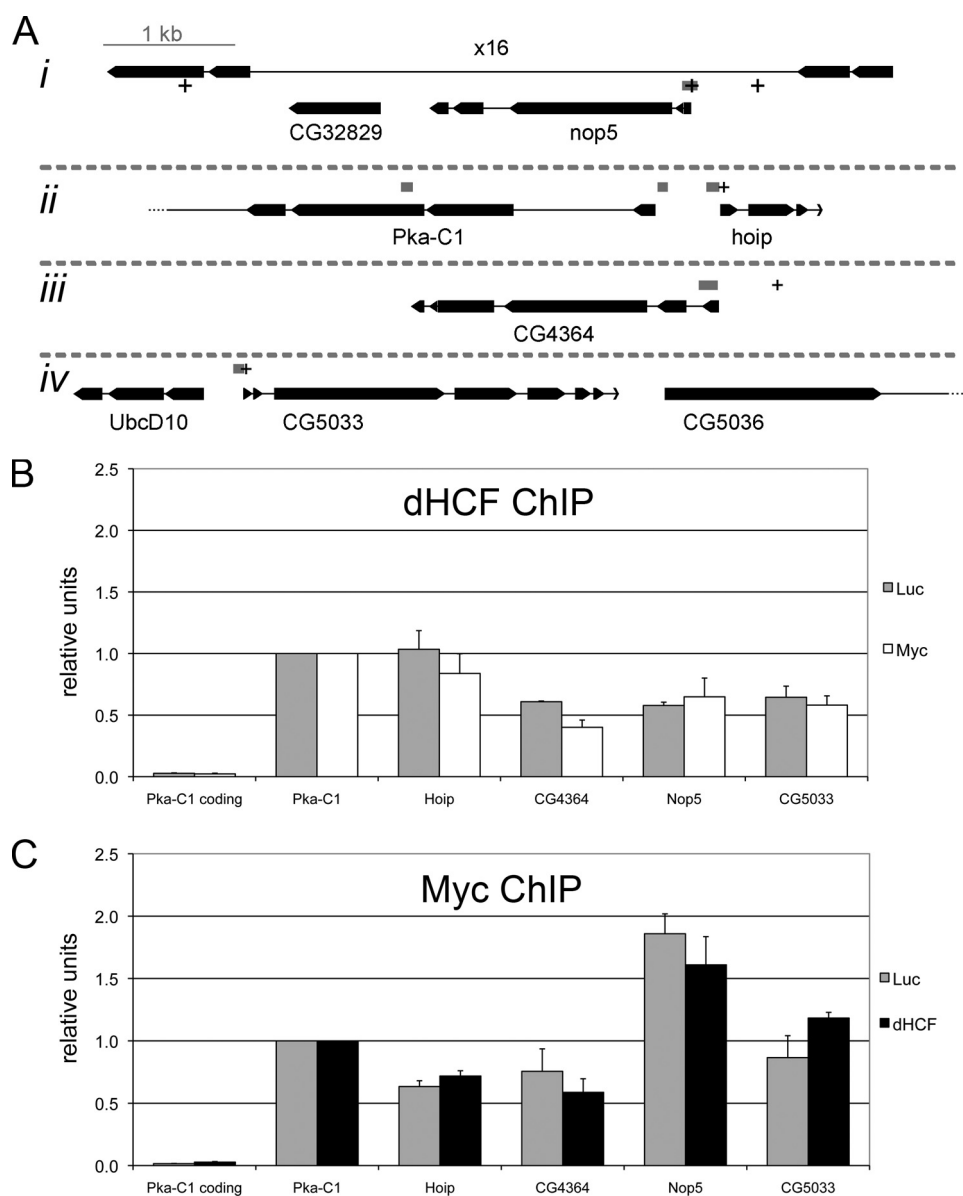 A
1 kb
x16
i
+ + +
CG32829 nop5
ii
+
Pka-C1 hoip
iii
+
CG4364
iv
+
UbcD10 CG5033 CG5036
B
dHCF ChIP
relative units
2.5
2.0
1.5
1.0
0.5
0.0
Pka-C1 coding Pka-C1 Hoip CG4364 Nop5 CG5033
Luc
Myc
C
Myc ChIP
relative units
2.5
2.0
1.5
1.0
0.5
0.0
Pka-C1 coding Pka-C1 Hoip CG4364 Nop5 CG5033
Luc
dHCF